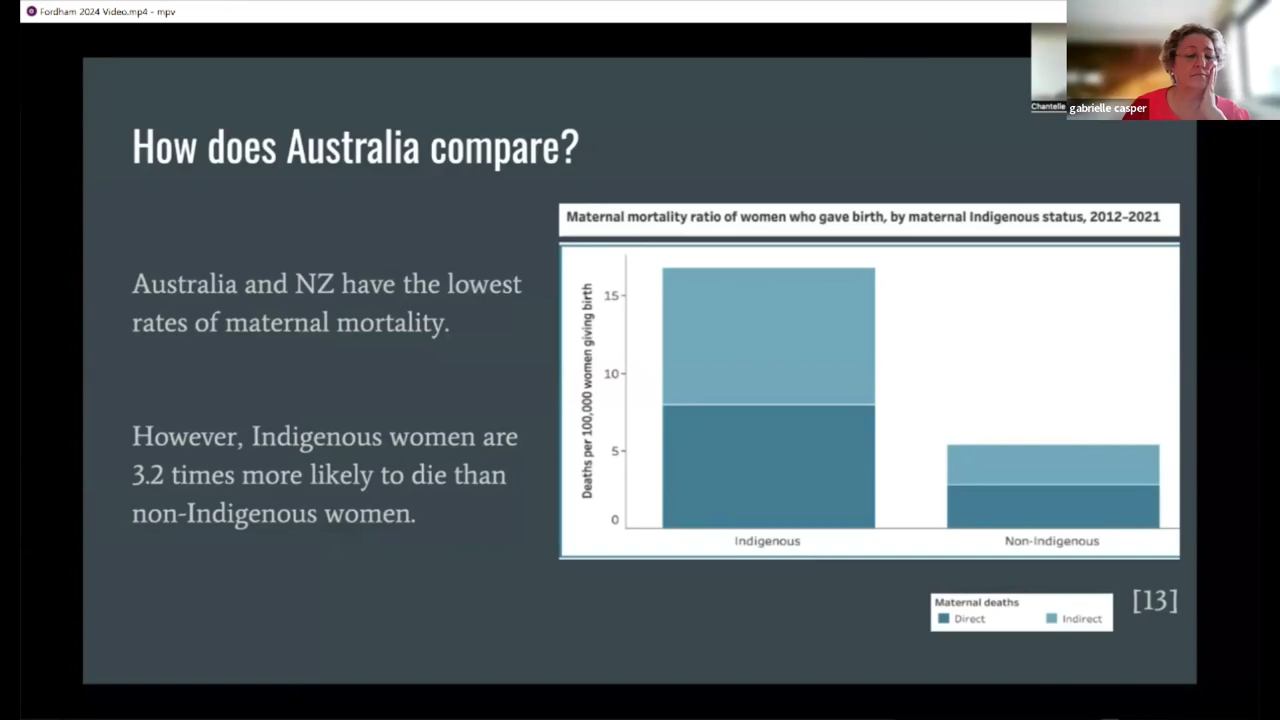 Fordham 2024 Video.mp4 - mpv
Chantelle
gabrielle casper
How does Australia compare?
Australia and NZ have the lowest
rates of maternal mortality.
However, Indigenous women are
3.2 times more likely to die than
non-Indigenous women.
Maternal mortality ratio of women who gave birth, by maternal Indigenous status, 2012–2021
Deaths per 100,000 women giving birth
15
10
5
0
Indigenous
Non-Indigenous
Maternal deaths
Direct
Indirect
[13]